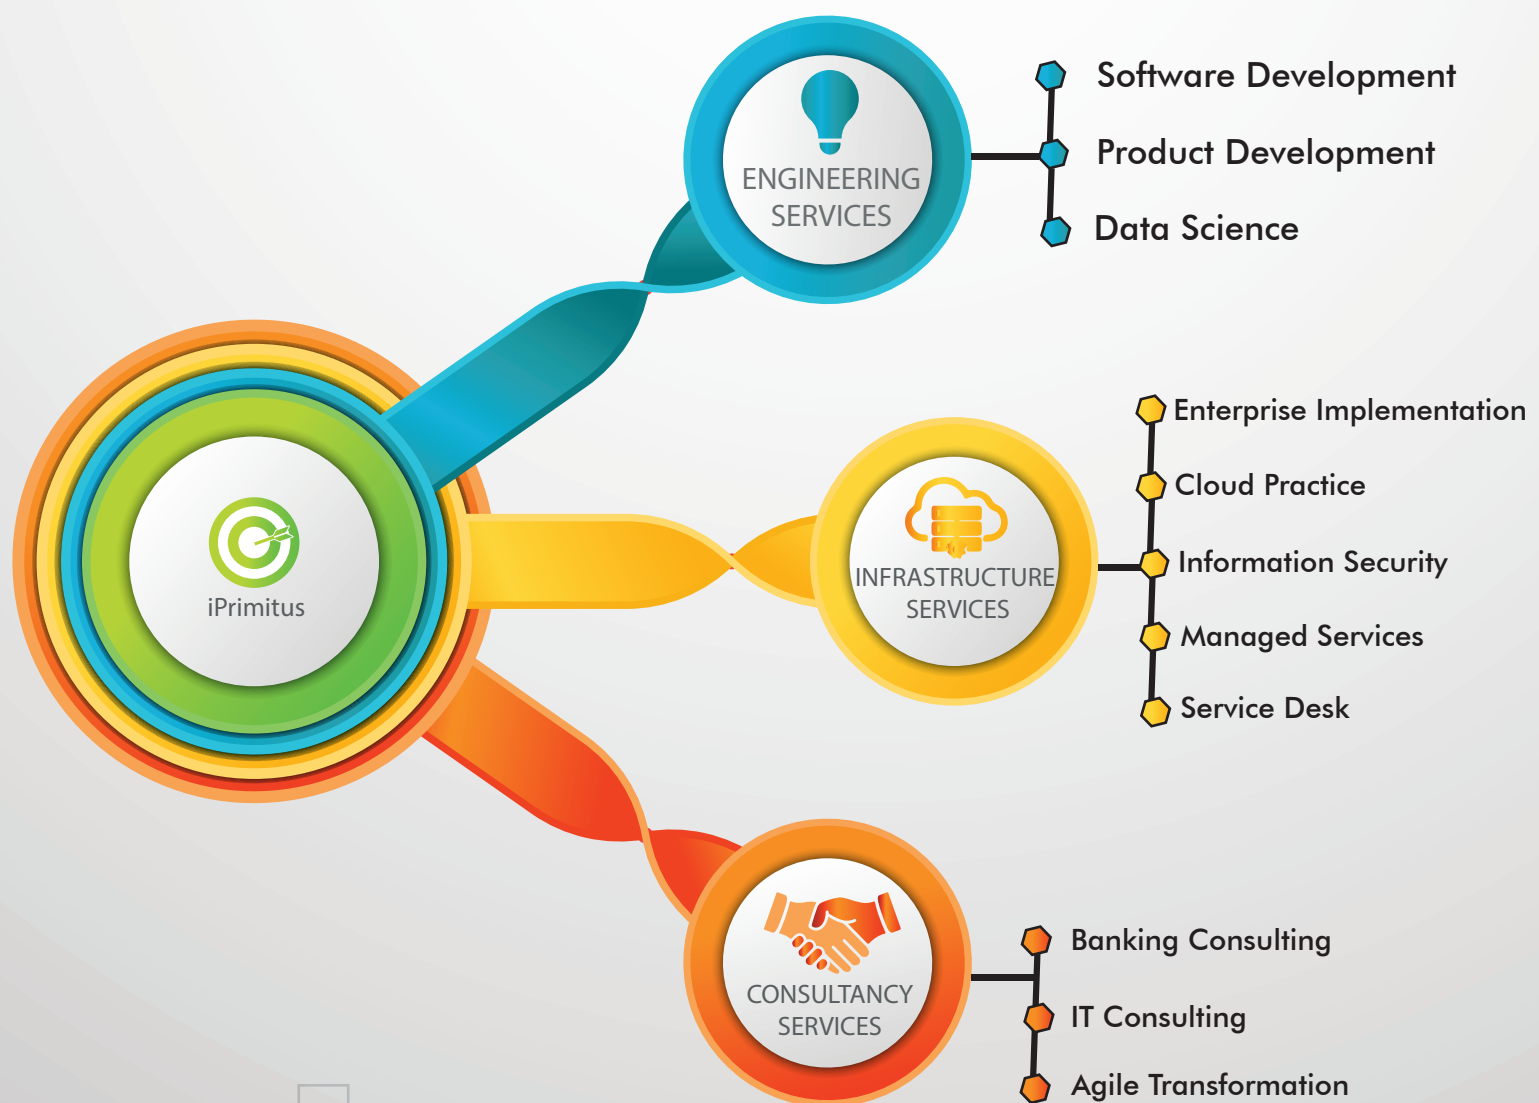 iPrimitus
ENGINEERING
SERVICES
Software Development
Product Development
Data Science
INFRASTRUCTURE
SERVICES
Enterprise Implementation
Cloud Practice
Information Security
Managed Services
Service Desk
CONSULTANCY
SERVICES
Banking Consulting
IT Consulting
Agile Transformation